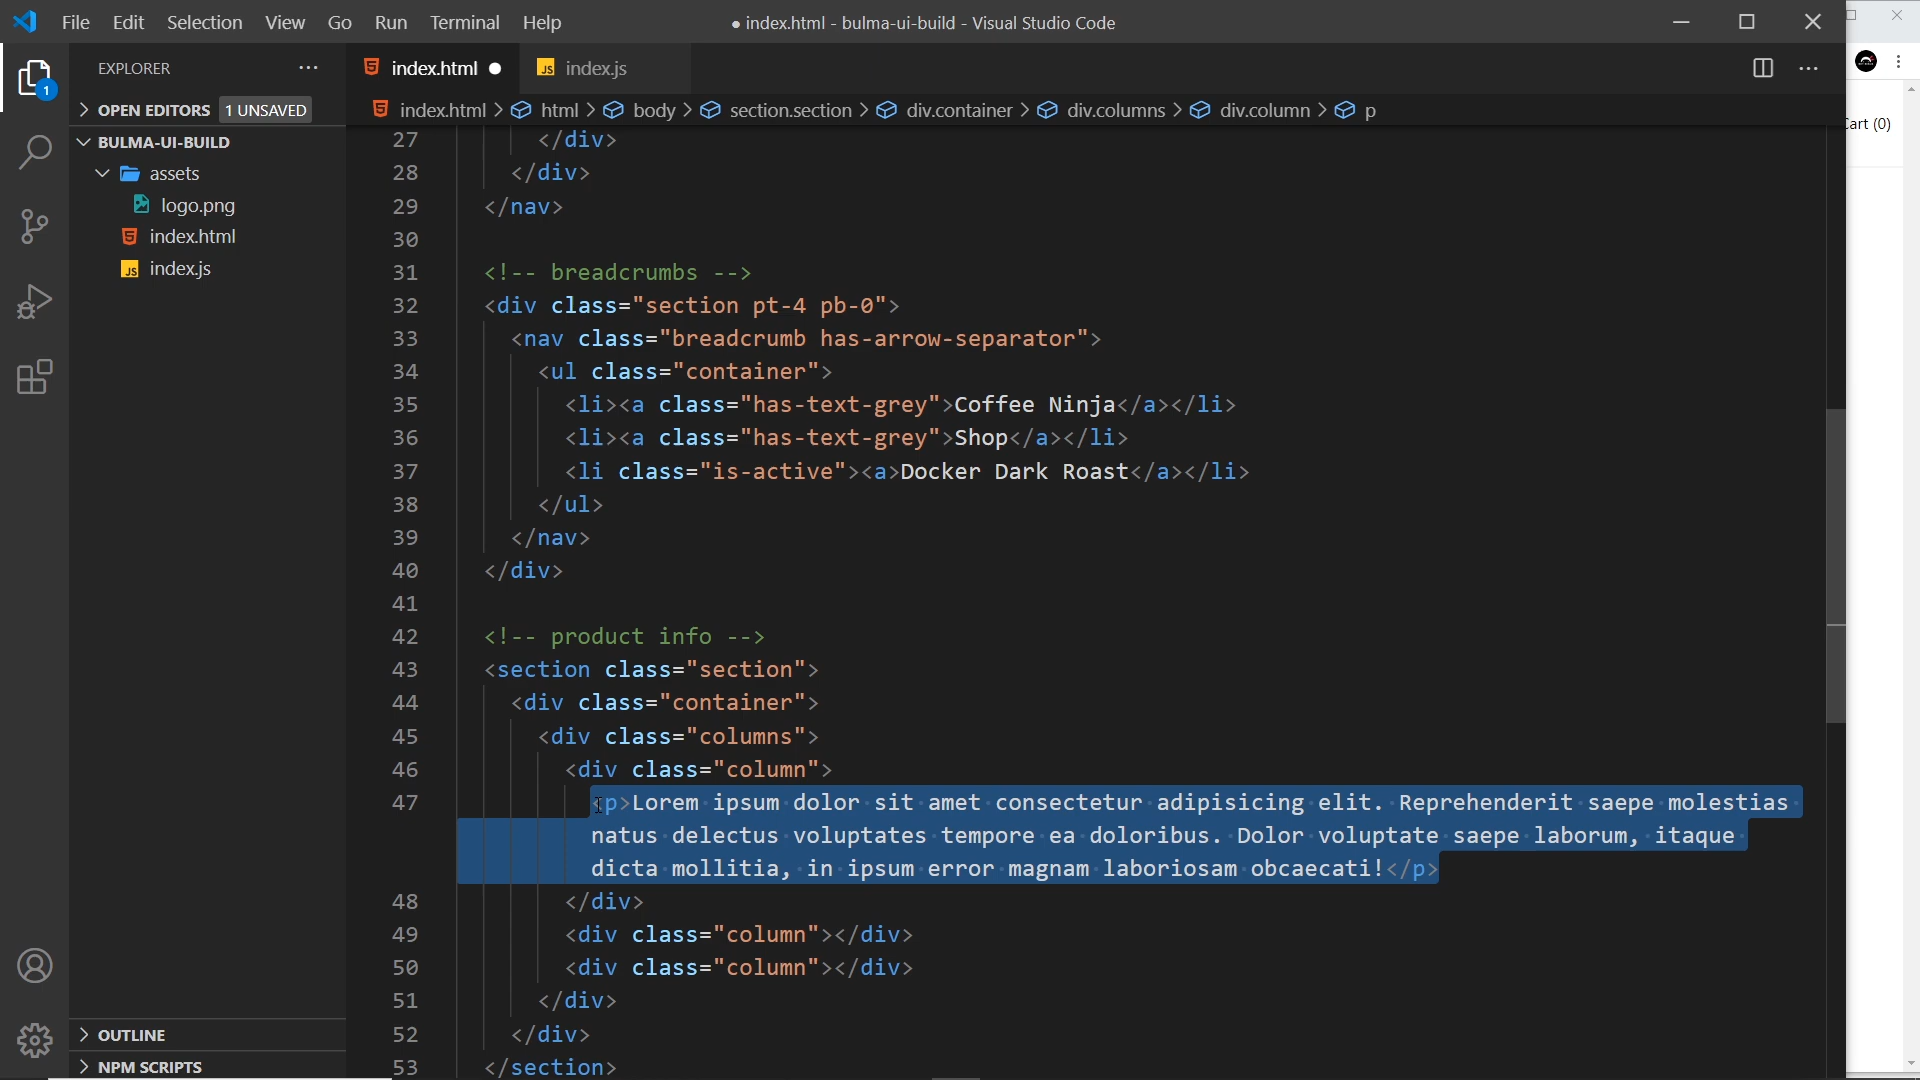 File Edit Selection View Go Run Terminal Help
● index.html - bulma-ui-build - Visual Studio Code
EXPLORER
index.html
index.js
Cart (0)
1
OPEN EDITORS 1 UNSAVED
index.html > html > body > section.section > div.container > div.columns > div.column > p
BULMA-UI-BUILD
assets
logo.png
index.html
index.js
OUTLINE
NPM SCRIPTS
27 </div>
28 </div>
29 </nav>
30
31 <!-- breadcrumbs -->
32 <div class="section pt-4 pb-0">
33 <nav class="breadcrumb has-arrow-separator">
34 <ul class="container">
35 <li><a class="has-text-grey">Coffee Ninja</a></li>
36 <li><a class="has-text-grey">Shop</a></li>
37 <li class="is-active"><a>Docker Dark Roast</a></li>
38 </ul>
39 </nav>
40 </div>
41
42 <!-- product info -->
43 <section class="section">
44 <div class="container">
45 <div class="columns">
46 <div class="column">
47 <p>Lorem ipsum dolor sit amet consectetur adipisicing elit. Reprehenderit saepe molestias
natus delectus voluptates tempore ea doloribus. Dolor voluptate saepe laborum, itaque
dicta mollitia, in ipsum error magnam laboriosam obcaecati!</p>
48 </div>
49 <div class="column"></div>
50 <div class="column"></div>
51 </div>
52 </div>
53 </section>